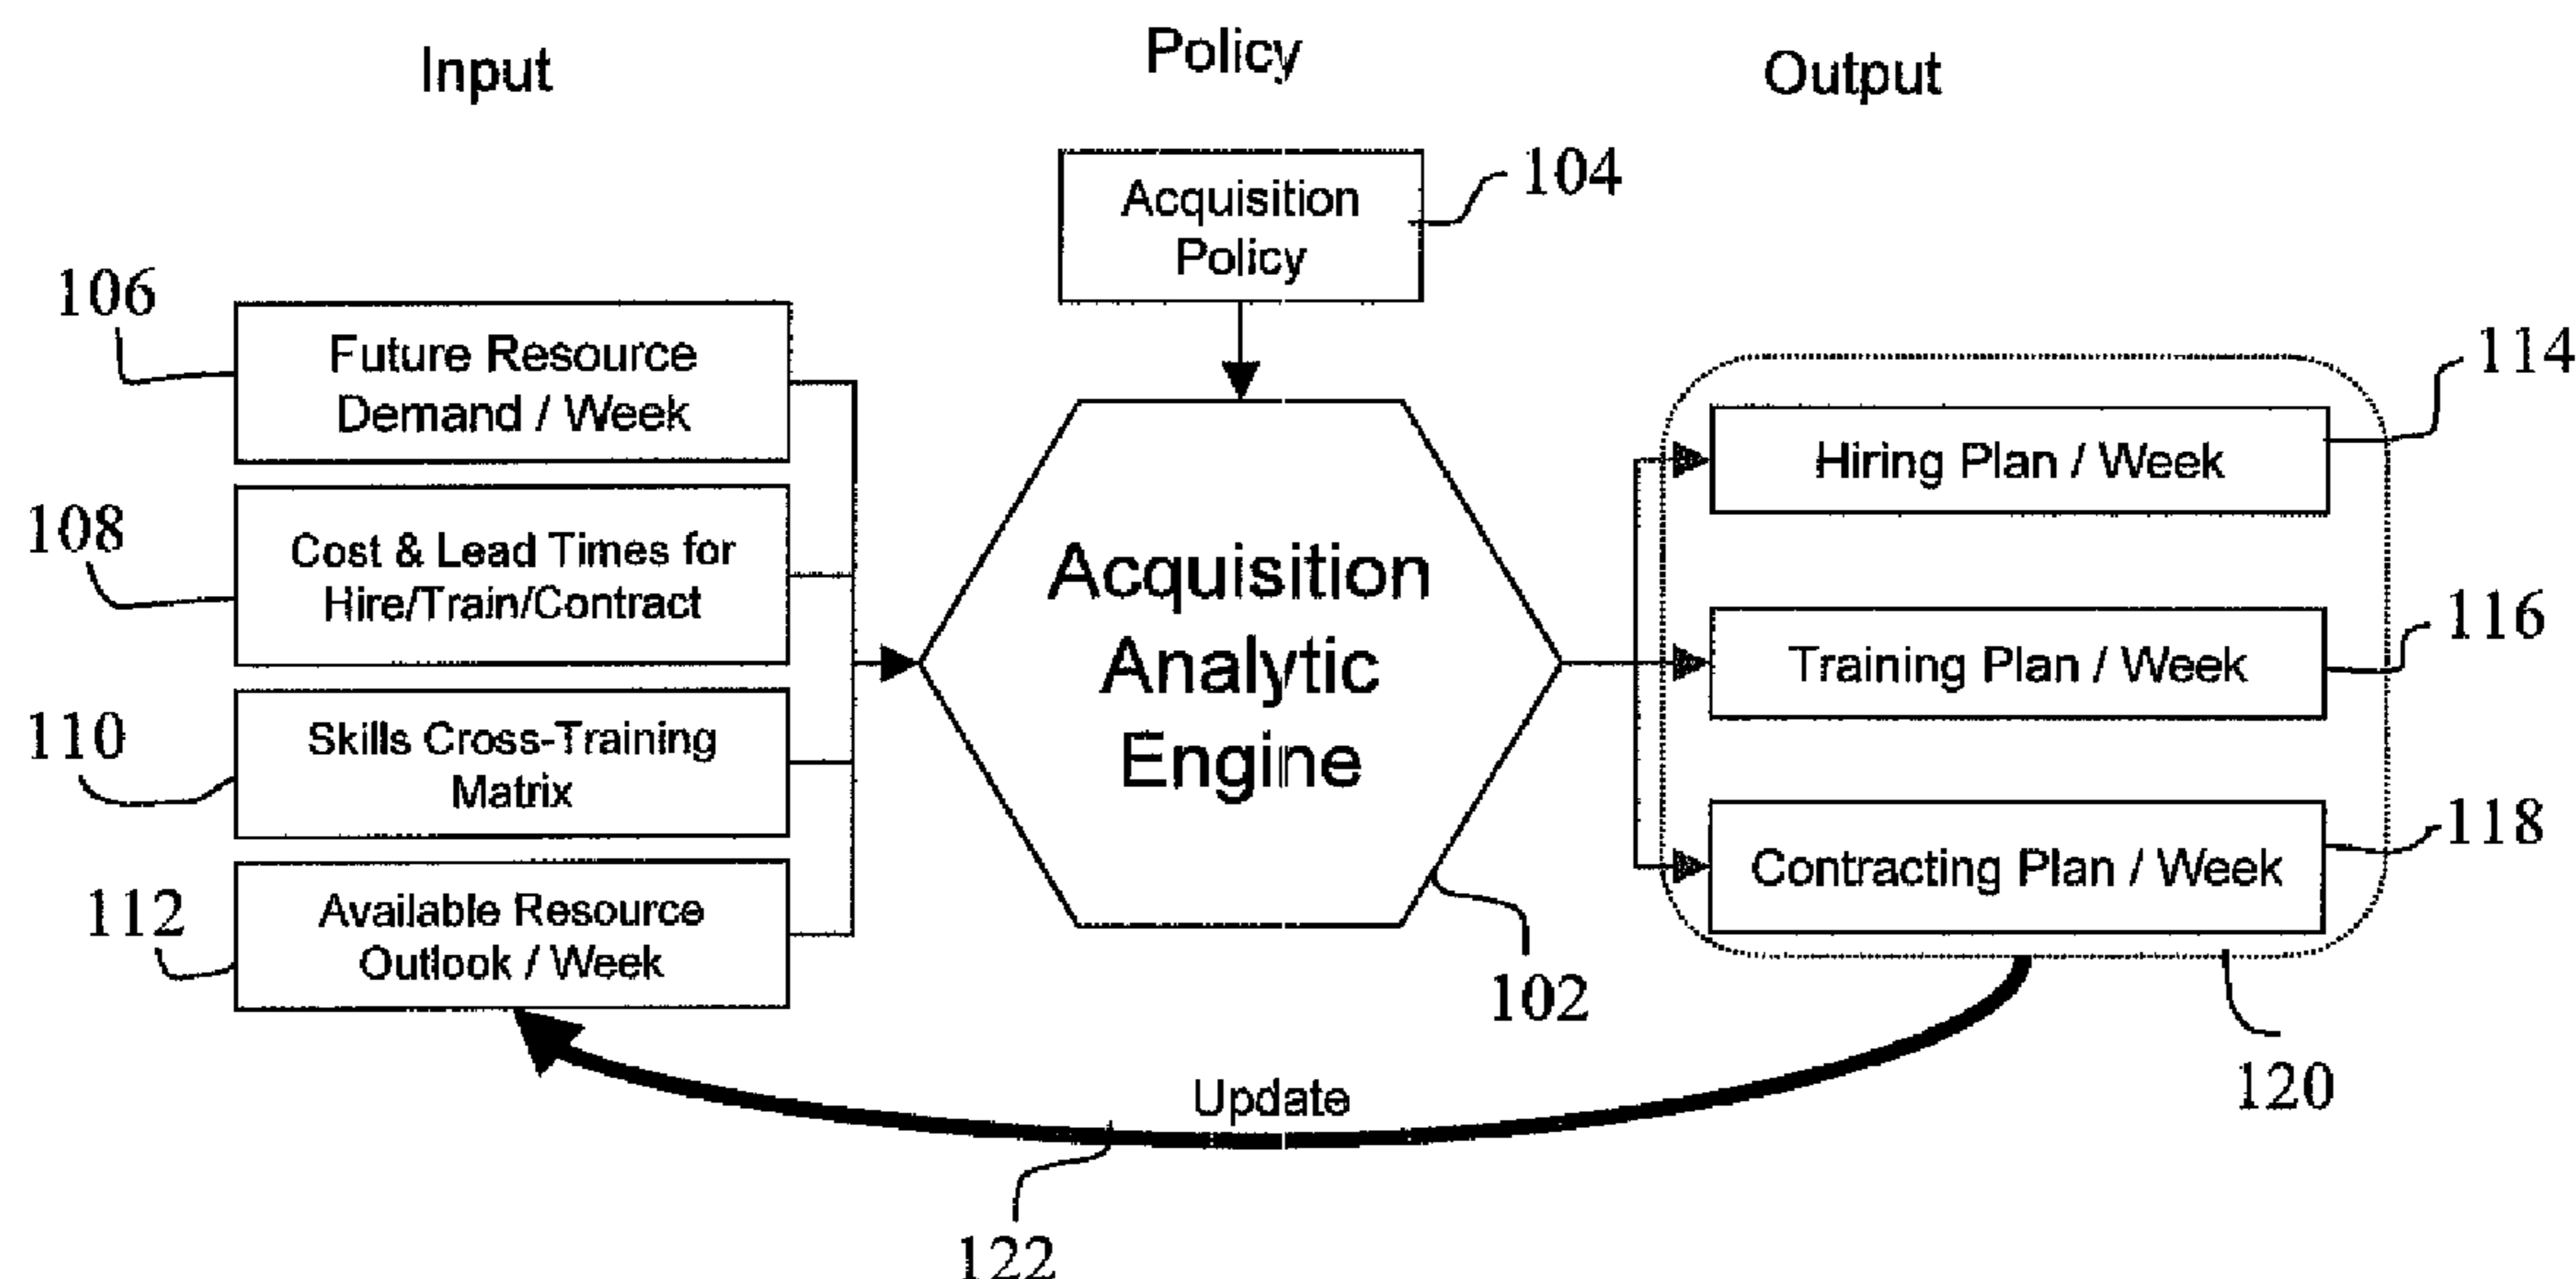 Input
Policy
Output
Acquisition
Policy
104
106
Future Resource
Demand / Week
108
Cost & Lead Times for
Hire/Train/Contract
110
Skills Cross-Training
Matrix
112
Available Resource
Outlook / Week
Acquisition
Analytic
Engine
102
114
Hiring Plan / Week
116
Training Plan / Week
118
Contracting Plan / Week
120
Update
122